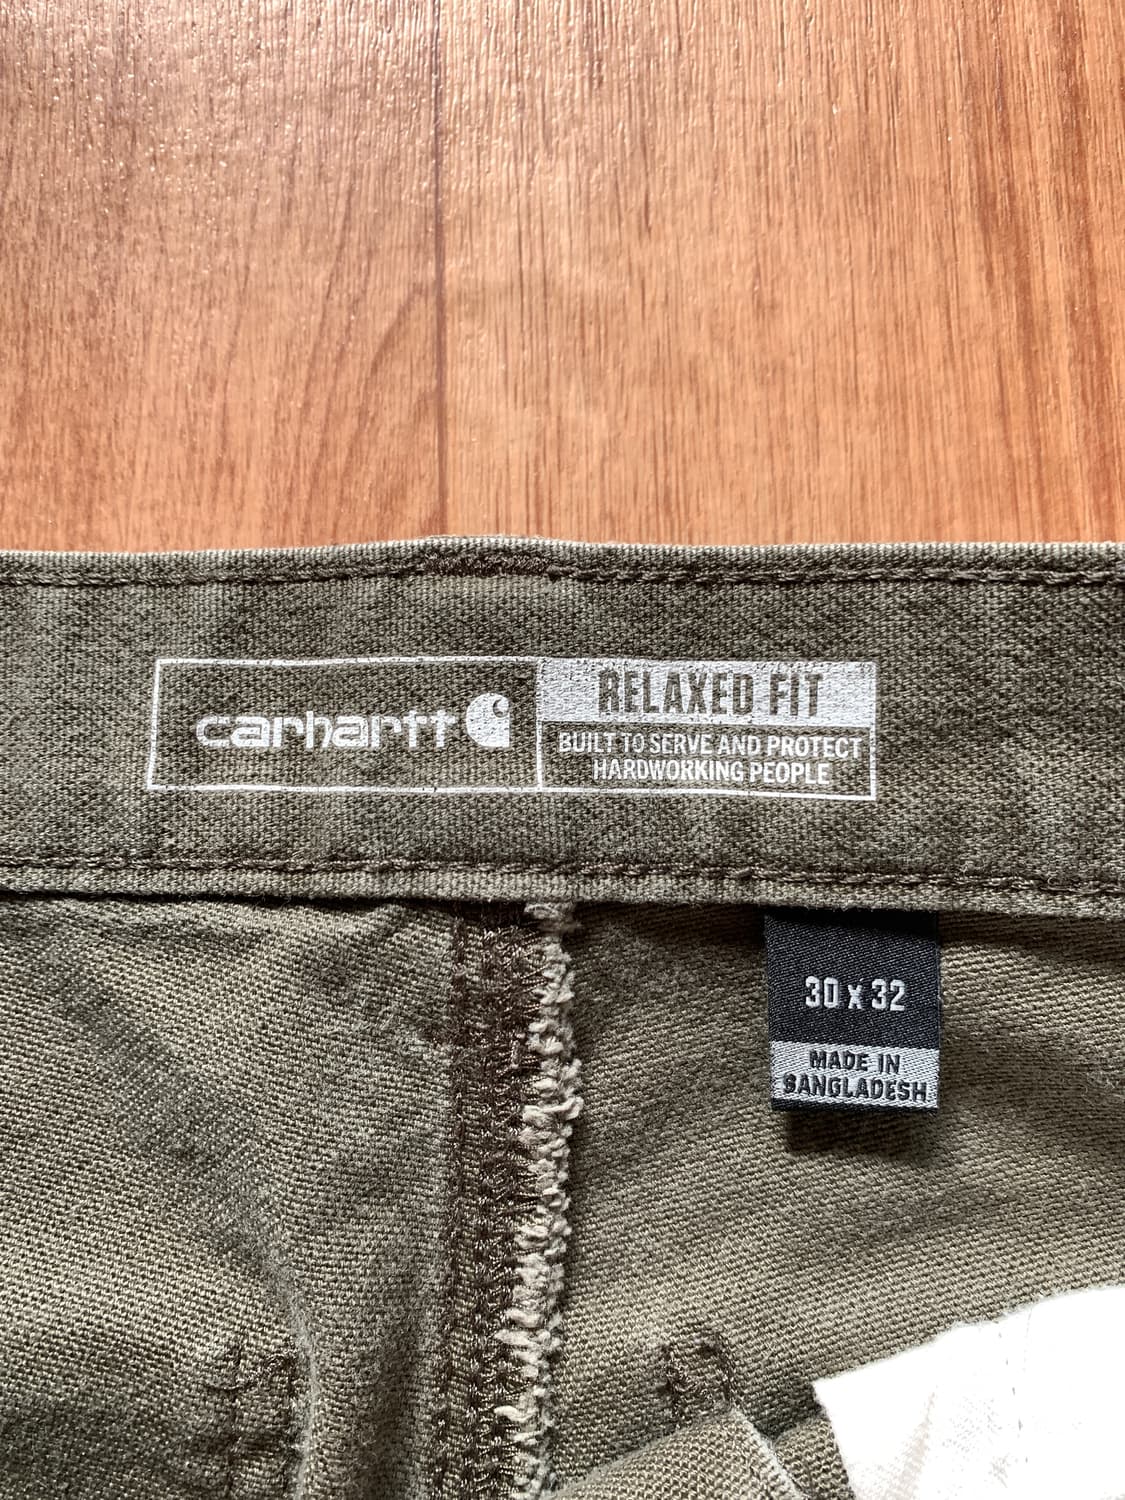 carhartt
RELAXED FIT
BUILT TO SERVE AND PROTECT
HARDWORKING PEOPLE
30 x 32
MADE IN
BANGLADESH